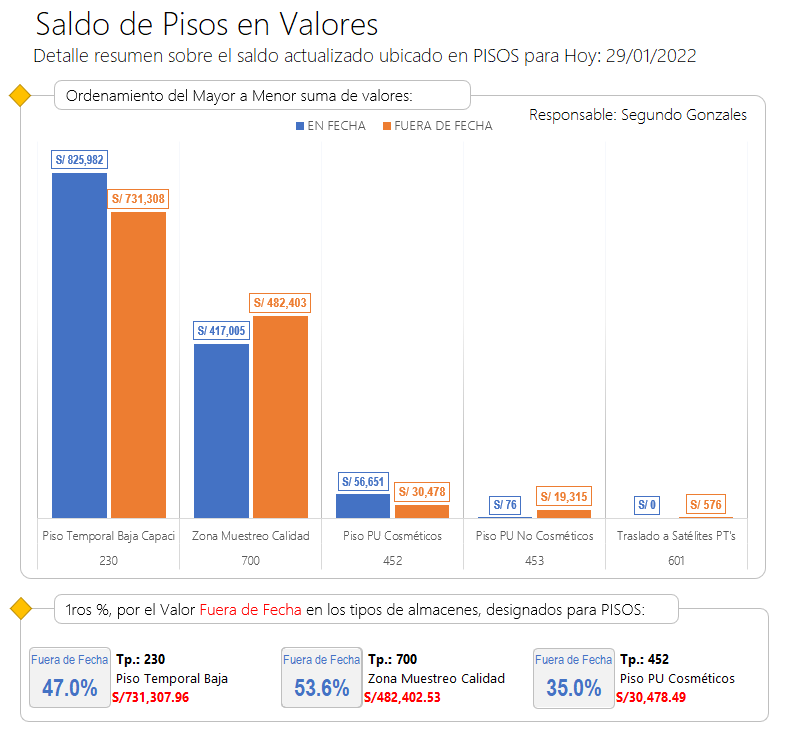 Saldo de Pisos en Valores
Detalle resumen sobre el saldo actualizado ubicado en PISOS para Hoy: 29/01/2022
Ordenamiento del Mayor a Menor suma de valores:
Responsable: Segundo Gonzales
EN FECHA FUERA DE FECHA
S/ 825,982
S/ 731,308
S/ 417,005
S/ 482,403
S/ 56,651
S/ 30,478
S/ 76
S/ 19,315
S/ 0
S/ 576
Piso Temporal Baja Capaci Zona Muestreo Calidad Piso PU Cosméticos Piso PU No Cosméticos Traslado a Satélites PT's
230 700 452 453 601
1ros %, por el Valor Fuera de Fecha en los tipos de almacenes, designados para PISOS:
Fuera de Fecha
47.0%
Tp.: 230
Piso Temporal Baja
S/731,307.96
Fuera de Fecha
53.6%
Tp.: 700
Zona Muestreo Calidad
S/482,402.53
Fuera de Fecha
35.0%
Tp.: 452
Piso PU Cosméticos
S/30,478.49